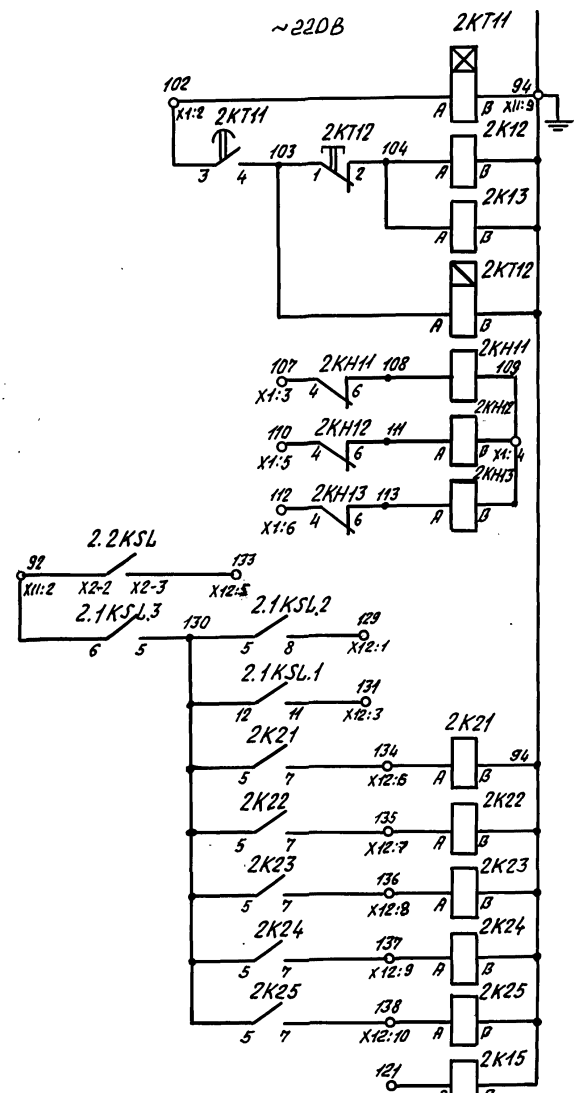 ~220В
2КТ11
102
94
Х1:2
А
В
Х11:9
2КТ11
2КТ12
2К12
103
104
3
4
1
2
А
В
2К13
А
В
2КТ12
А
В
2КН11
107
2КН11
108
109
Х1:3
4
6
2КН12
110
2КН12
111
Х1:5
4
6
А
В
Х1:4
2КН13
112
2КН13
113
Х1:6
4
6
А
В
2.2KSL
92
133
Х11:2
Х2-2
Х2-3
Х12:5
2.1KSL.3
130
2.1KSL.2
129
6
5
5
8
Х12:1
2.1KSL.1
131
12
11
Х12:3
2К21
2К21
134
94
5
7
Х12:6
А
В
2К22
2К22
135
5
7
Х12:7
А
В
2К23
2К23
136
5
7
Х12:8
А
В
2К24
2К24
137
5
7
Х12:9
А
В
2К25
2К25
138
5
7
Х12:10
А
В
2К15
121